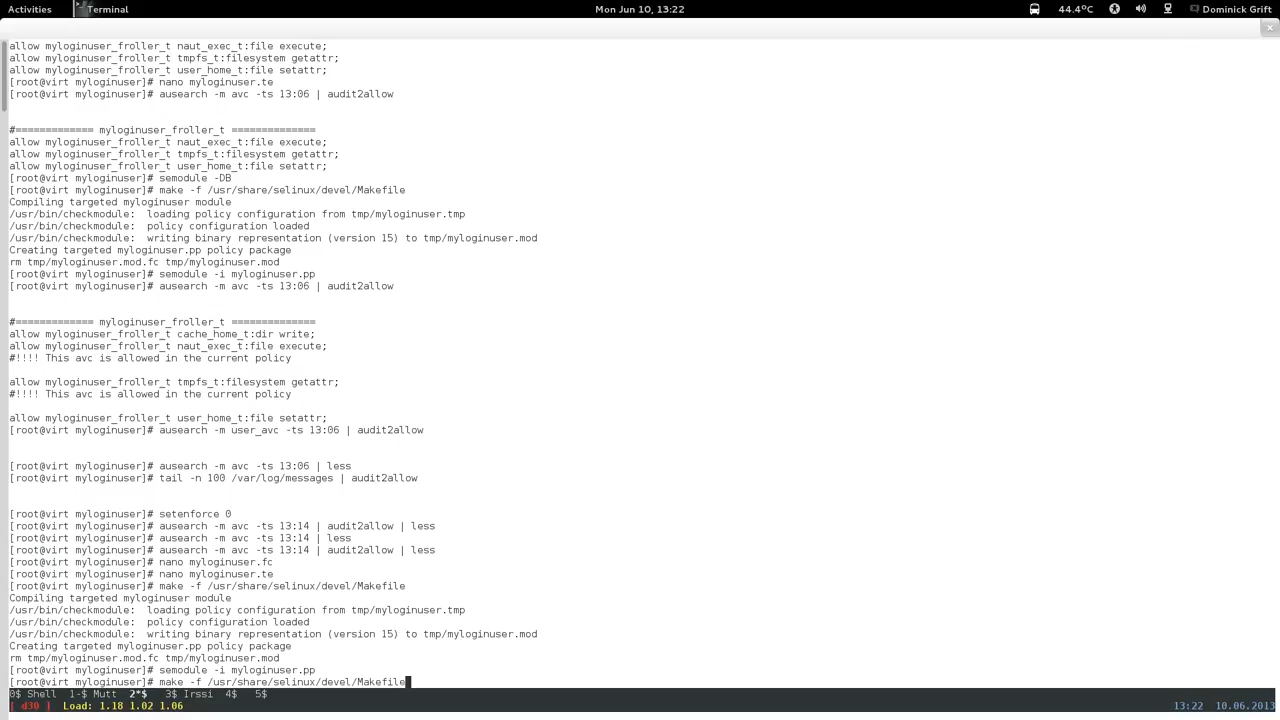 Activities Terminal Mon Jun 10, 13:22 44.4°C Dominick Grift
allow myloginuser_froller_t naut_exec_t:file execute;
allow myloginuser_froller_t tmpfs_t:filesystem getattr;
allow myloginuser_froller_t user_home_t:file setattr;
[root@virt myloginuser]# nano myloginuser.te
[root@virt myloginuser]# ausearch -m avc -ts 13:06 | audit2allow
#============= myloginuser_froller_t ==============
allow myloginuser_froller_t naut_exec_t:file execute;
allow myloginuser_froller_t tmpfs_t:filesystem getattr;
allow myloginuser_froller_t user_home_t:file setattr;
[root@virt myloginuser]# semodule -DB
[root@virt myloginuser]# make -f /usr/share/selinux/devel/Makefile
Compiling targeted myloginuser module
/usr/bin/checkmodule:  loading policy configuration from tmp/myloginuser.tmp
/usr/bin/checkmodule:  policy configuration loaded
/usr/bin/checkmodule:  writing binary representation (version 15) to tmp/myloginuser.mod
Creating targeted myloginuser.pp policy package
rm tmp/myloginuser.mod.fc tmp/myloginuser.mod
[root@virt myloginuser]# semodule -i myloginuser.pp
[root@virt myloginuser]# ausearch -m avc -ts 13:06 | audit2allow
#============= myloginuser_froller_t ==============
allow myloginuser_froller_t cache_home_t:dir write;
allow myloginuser_froller_t naut_exec_t:file execute;
#!!!! This avc is allowed in the current policy
allow myloginuser_froller_t tmpfs_t:filesystem getattr;
#!!!! This avc is allowed in the current policy
allow myloginuser_froller_t user_home_t:file setattr;
[root@virt myloginuser]# ausearch -m user_avc -ts 13:06 | audit2allow
[root@virt myloginuser]# ausearch -m avc -ts 13:06 | less
[root@virt myloginuser]# tail -n 100 /var/log/messages | audit2allow
[root@virt myloginuser]# setenforce 0
[root@virt myloginuser]# ausearch -m avc -ts 13:14 | audit2allow | less
[root@virt myloginuser]# ausearch -m avc -ts 13:14 | less
[root@virt myloginuser]# ausearch -m avc -ts 13:14 | audit2allow | less
[root@virt myloginuser]# nano myloginuser.fc
[root@virt myloginuser]# nano myloginuser.te
[root@virt myloginuser]# make -f /usr/share/selinux/devel/Makefile
Compiling targeted myloginuser module
/usr/bin/checkmodule:  loading policy configuration from tmp/myloginuser.tmp
/usr/bin/checkmodule:  policy configuration loaded
/usr/bin/checkmodule:  writing binary representation (version 15) to tmp/myloginuser.mod
Creating targeted myloginuser.pp policy package
rm tmp/myloginuser.mod.fc tmp/myloginuser.mod
[root@virt myloginuser]# semodule -i myloginuser.pp
[root@virt myloginuser]# make -f /usr/share/selinux/devel/Makefile
0$ Shell  1-$ Mutt  2*$  3$ Irssi  4$  5$
[ d30 ]  Load: 1.18 1.02 1.06 13:22 10.06.2013